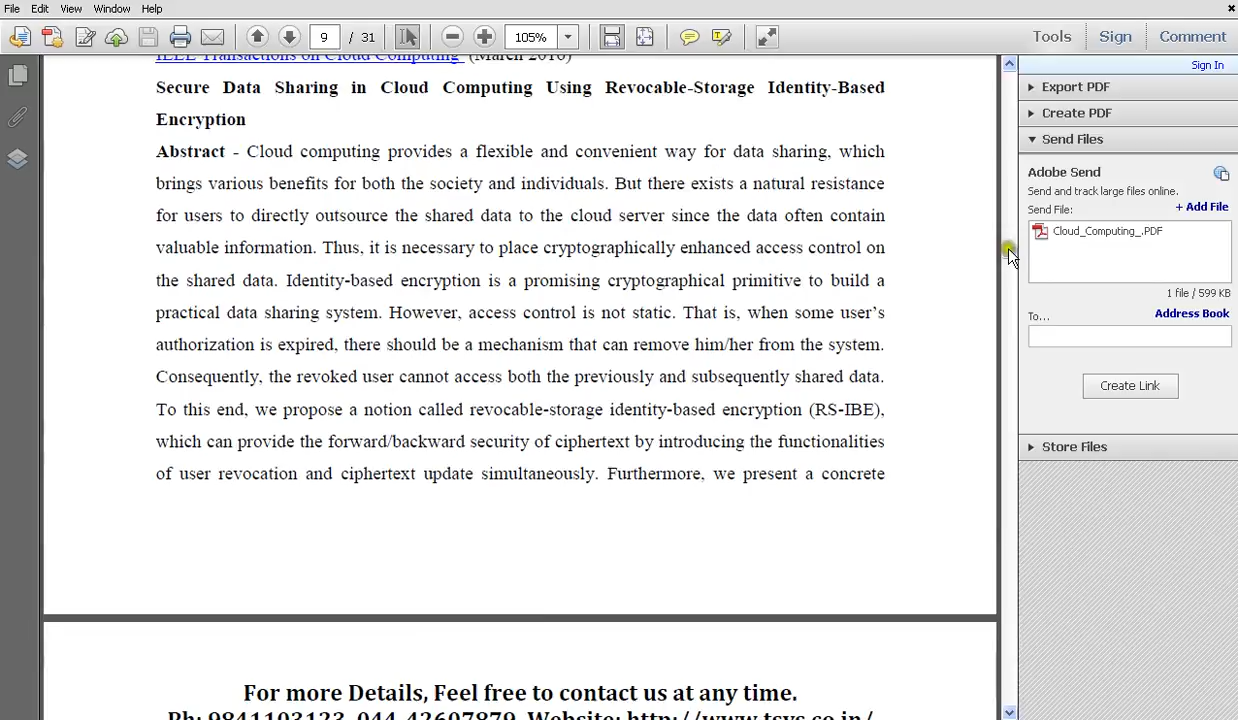 File Edit View Window Help
9 / 31 105% Tools Sign Comment
IEEE Transactions on Cloud Computing (March 2016)
Secure Data Sharing in Cloud Computing Using Revocable-Storage Identity-Based
Encryption
Abstract - Cloud computing provides a flexible and convenient way for data sharing, which
brings various benefits for both the society and individuals. But there exists a natural resistance
for users to directly outsource the shared data to the cloud server since the data often contain
valuable information. Thus, it is necessary to place cryptographically enhanced access control on
the shared data. Identity-based encryption is a promising cryptographical primitive to build a
practical data sharing system. However, access control is not static. That is, when some user's
authorization is expired, there should be a mechanism that can remove him/her from the system.
Consequently, the revoked user cannot access both the previously and subsequently shared data.
To this end, we propose a notion called revocable-storage identity-based encryption (RS-IBE),
which can provide the forward/backward security of ciphertext by introducing the functionalities
of user revocation and ciphertext update simultaneously. Furthermore, we present a concrete
For more Details, Feel free to contact us at any time.
Ph: 9841103123, 044-42607879, Website: http://www.tsys.co.in/
Sign In
Export PDF
Create PDF
Send Files
Adobe Send
Send and track large files online.
Send File:
+ Add File
Cloud_Computing_.PDF
1 file / 599 KB
To...
Address Book
Create Link
Store Files